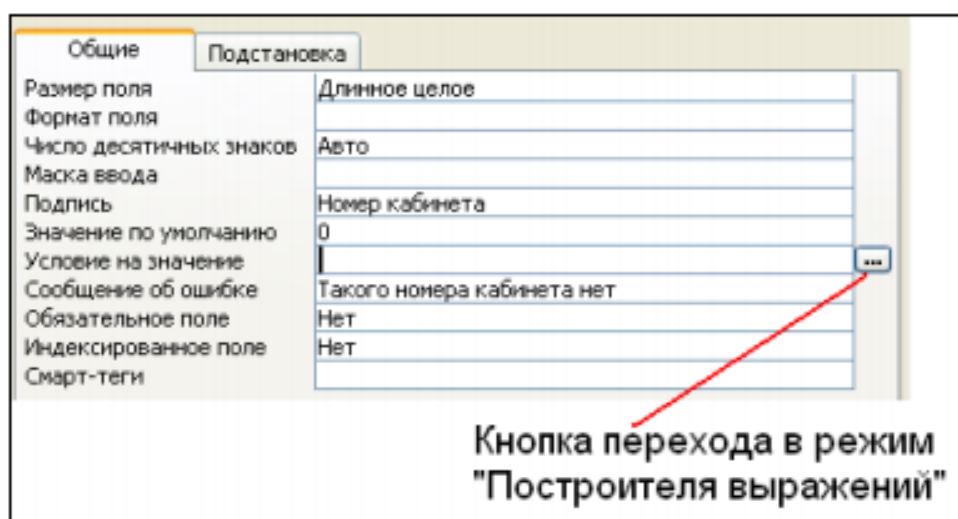 Общие Подстановка
Размер поля Длинное целое
Формат поля
Число десятичных знаков Авто
Маска ввода
Подпись Номер кабинета
Значение по умолчанию 0
Условие на значение ...
Сообщение об ошибке Такого номера кабинета нет
Обязательное поле Нет
Индексированное поле Нет
Смарт-теги
Кнопка перехода в режим
"Построителя выражений"